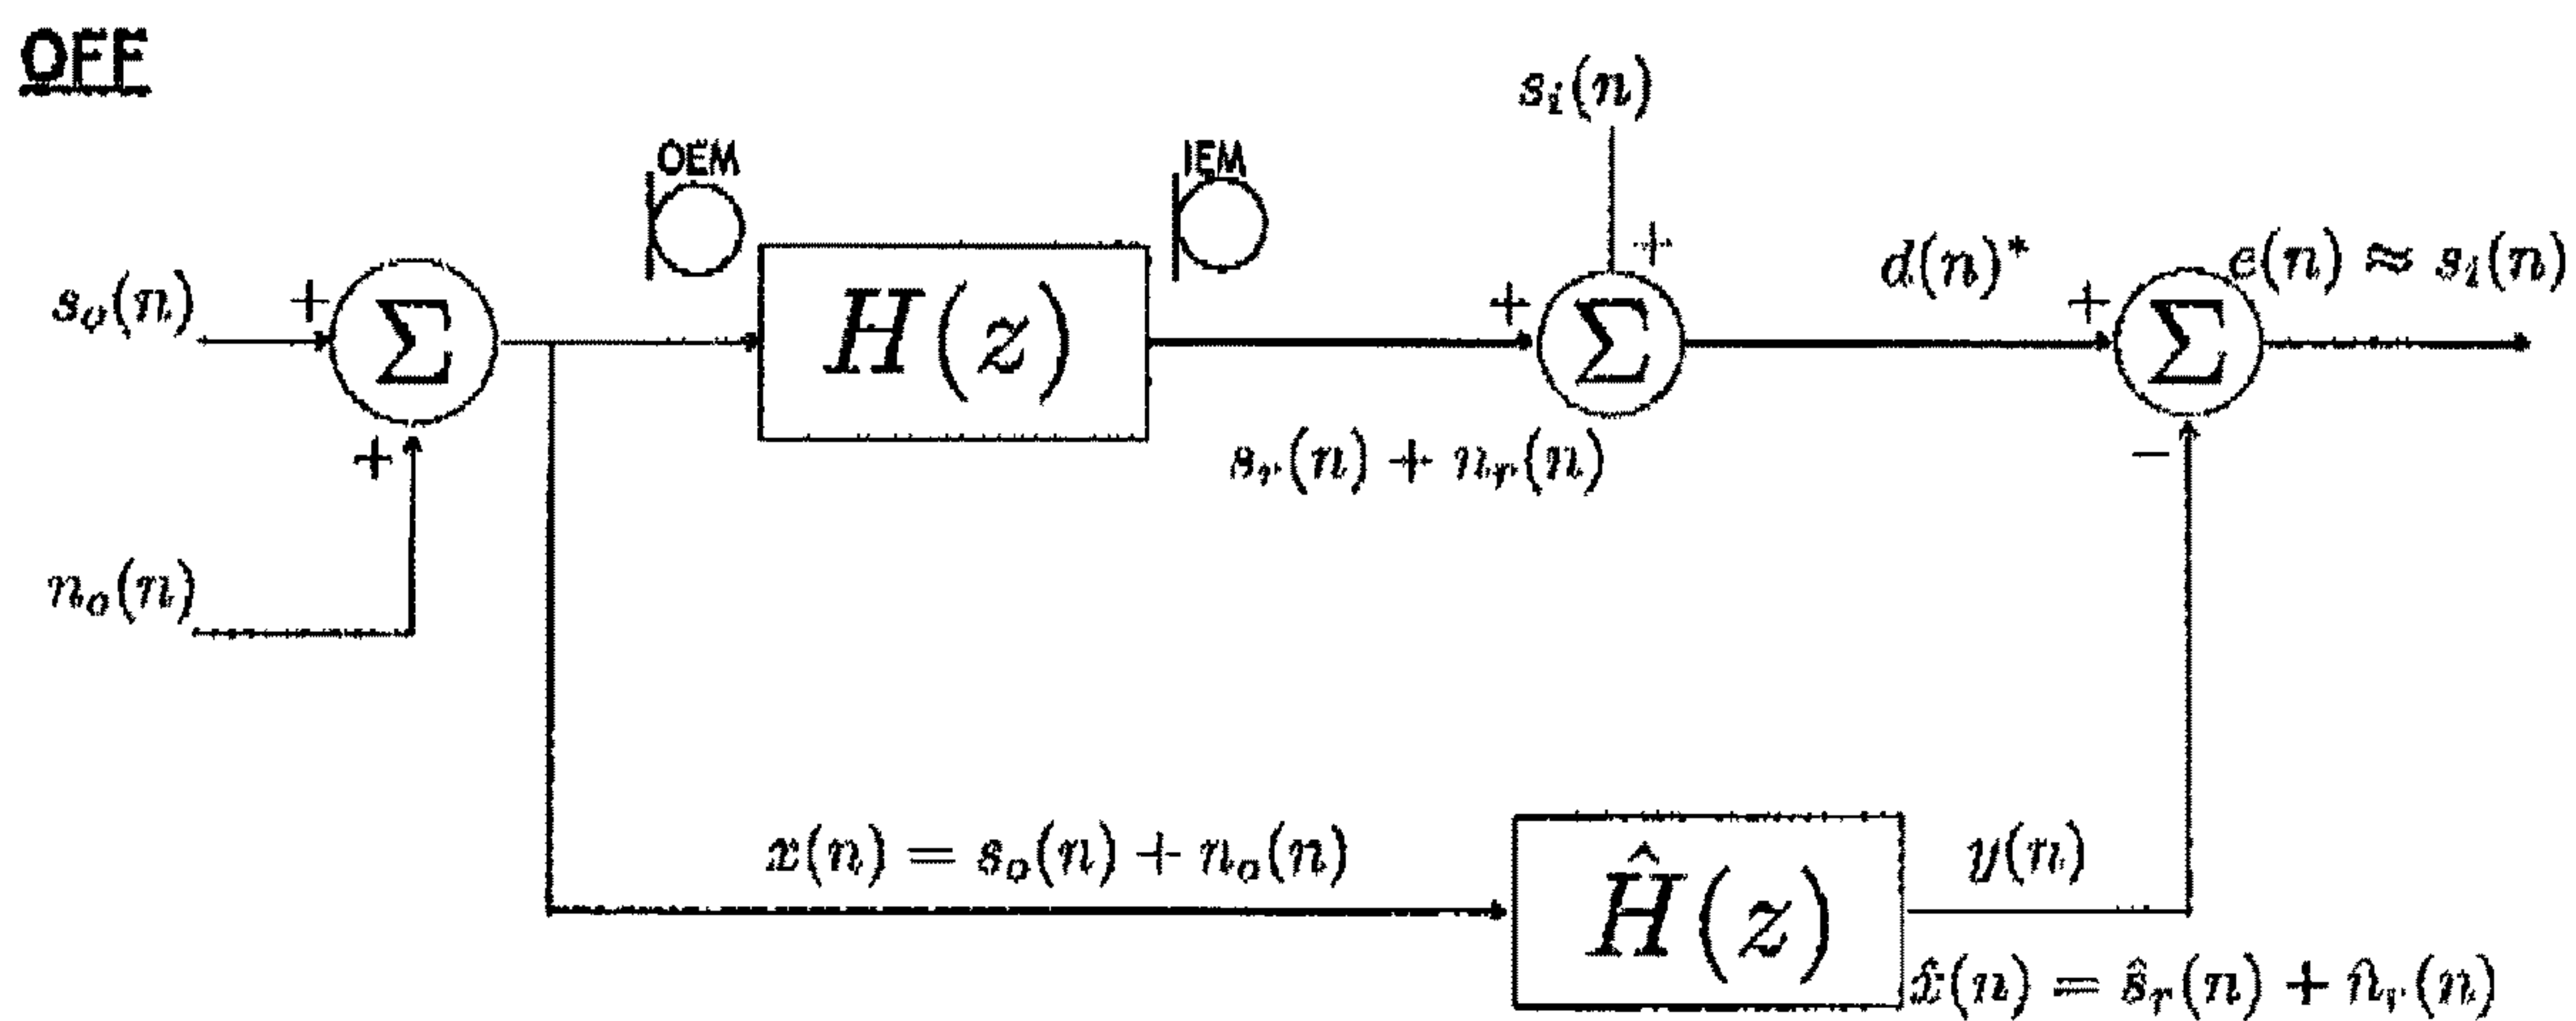 OFF
s_i(n)
OEM
IEM
+
s_o(n)
+
Σ
H(z)
+
Σ
d(n)*
+
Σ
e(n) ≈ s_i(n)
+
s_r(n) + n_r(n)
−
n_o(n)
x(n) = s_o(n) + n_o(n)
Ĥ(z)
y(n)
x̂(n) = ŝ_r(n) + n̂_r(n)